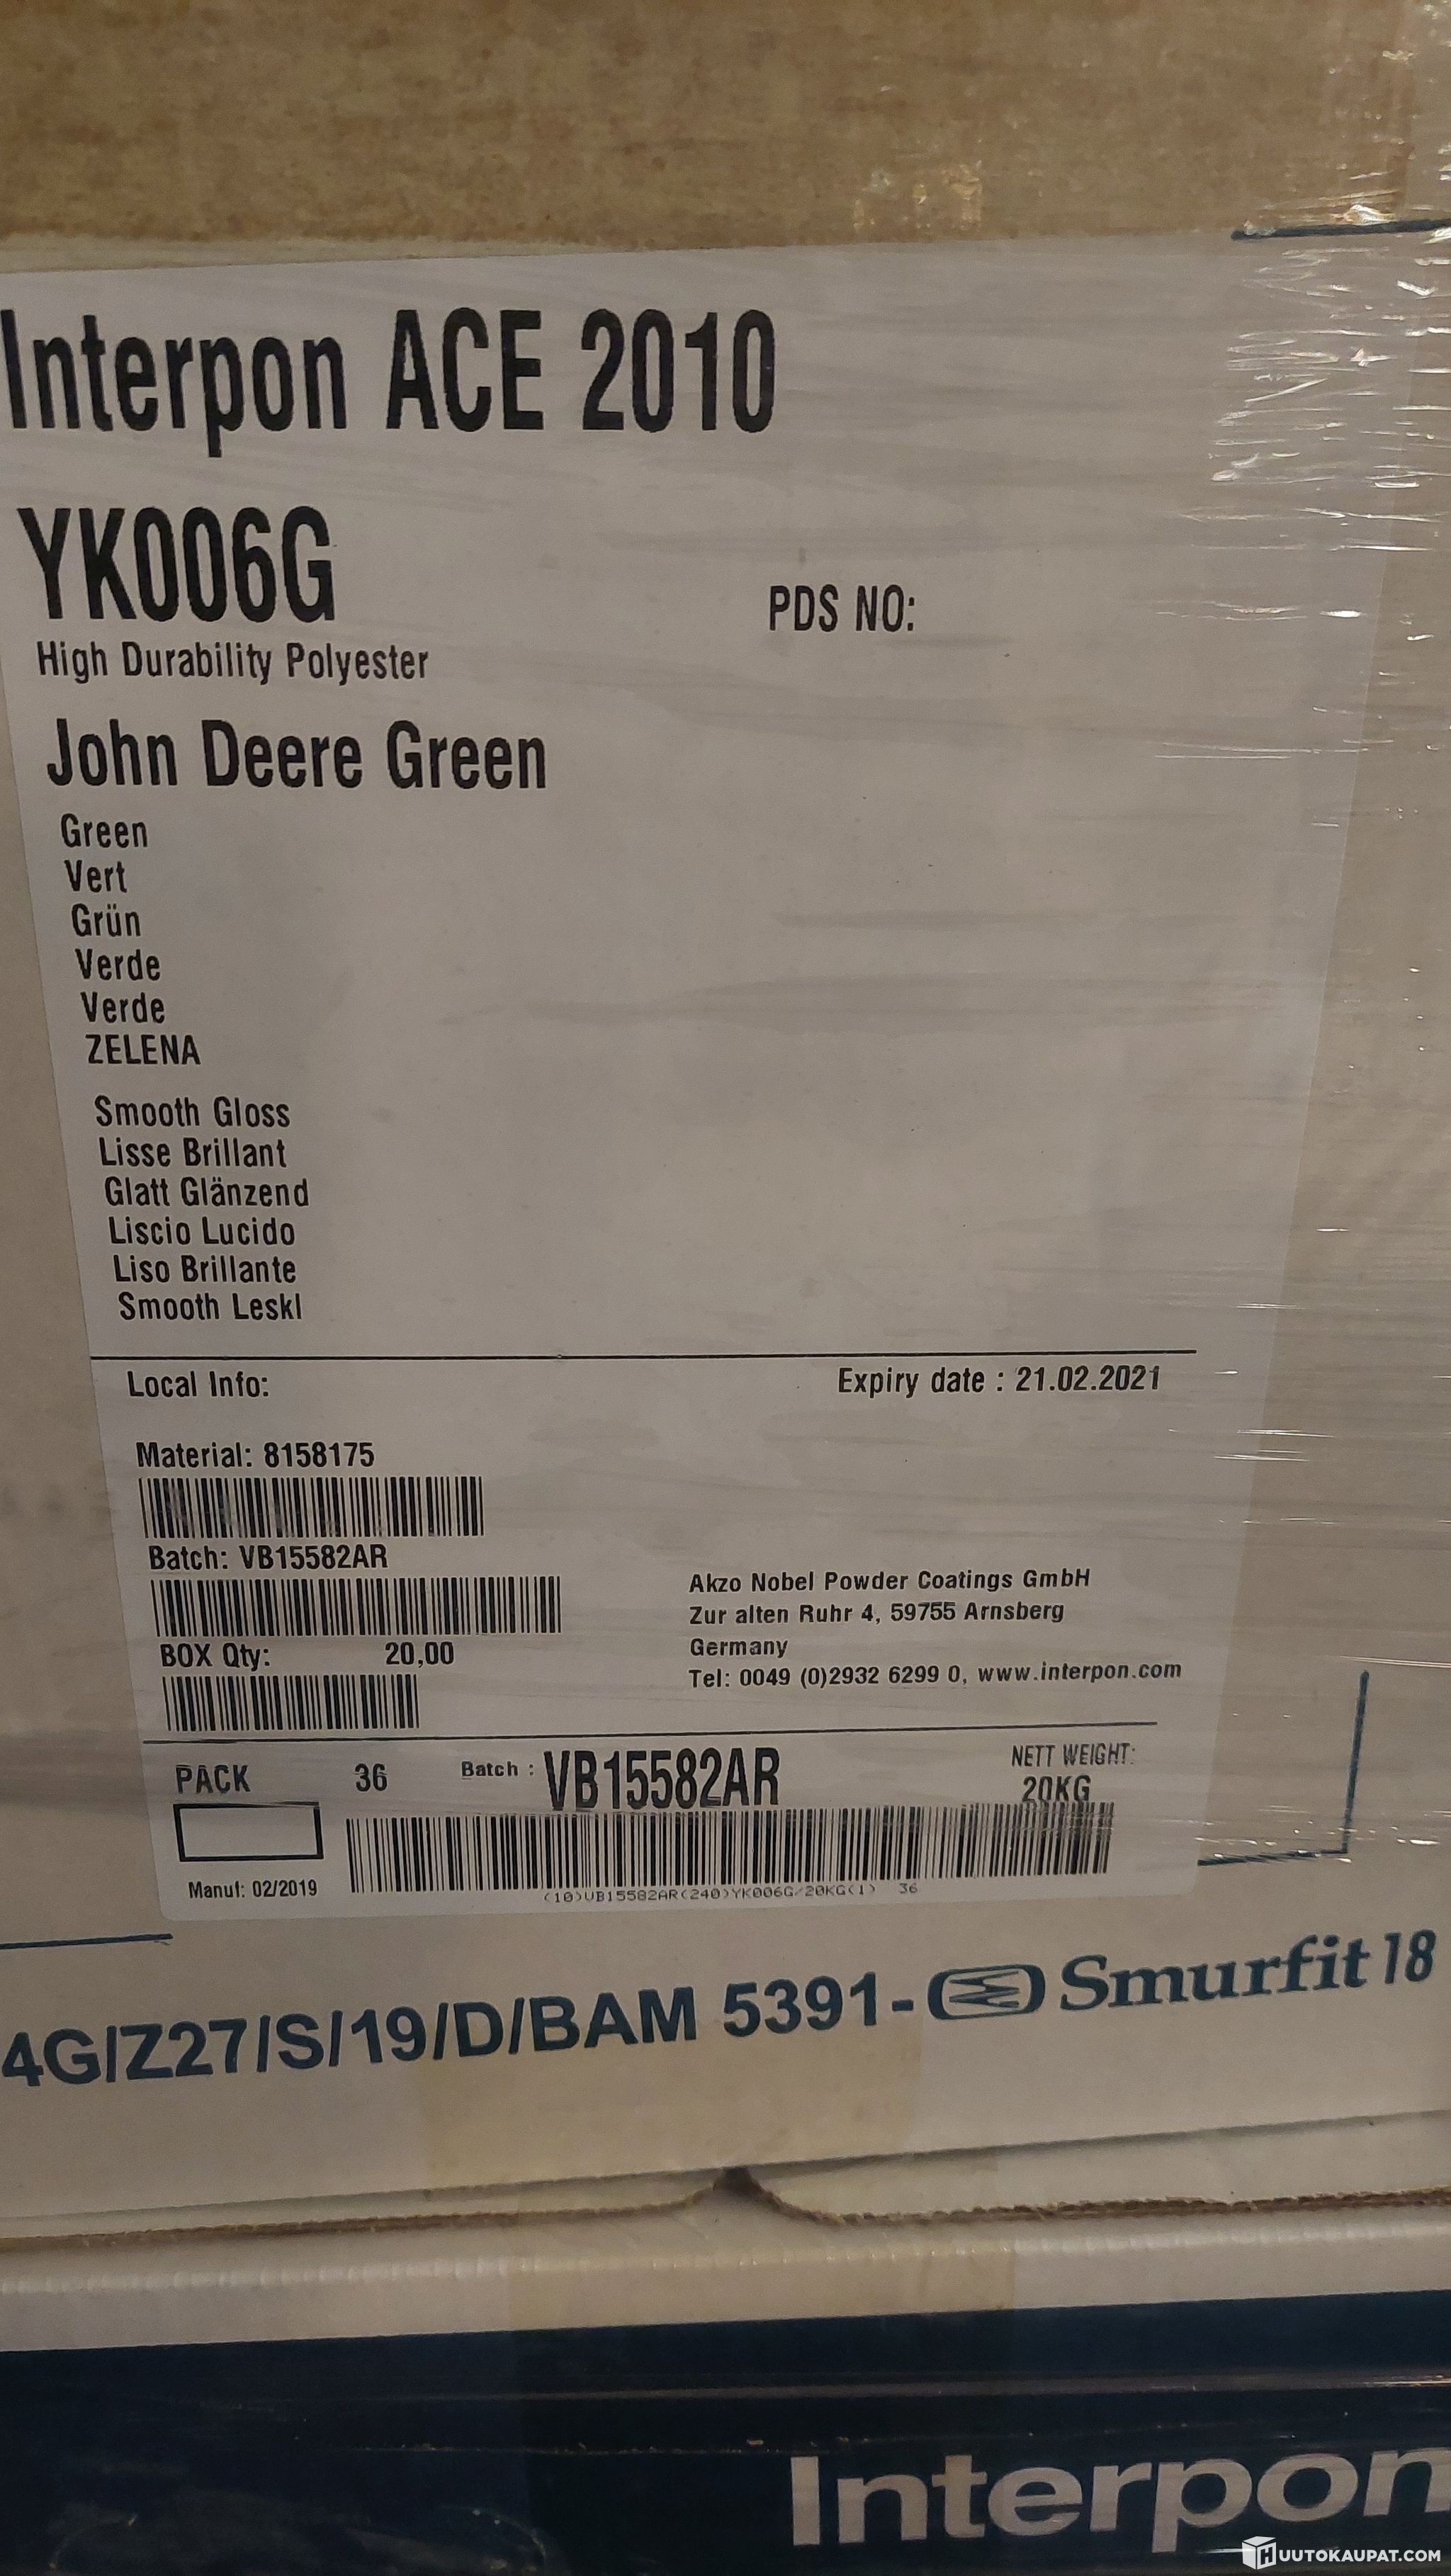 Interpon ACE 2010
YK006G
PDS NO:
High Durability Polyester
John Deere Green
Green
Vert
Grün
Verde
Verde
ZELENA
Smooth Gloss
Lisse Brillant
Glatt Glänzend
Liscio Lucido
Liso Brillante
Smooth Leskl
Local Info:
Expiry date : 21.02.2021
Material: 8158175
Batch: VB15582AR
BOX Qty: 20,00
Akzo Nobel Powder Coatings GmbH
Zur alten Ruhr 4, 59755 Arnsberg
Germany
Tel: 0049 (0)2932 6299 0, www.interpon.com
PACK 36 Batch : VB15582AR
NETT WEIGHT:
20KG
Manuf: 02/2019
(10)VB15582AR(240)YK006G/20KG(1) 36
4G/Z27/S/19/D/BAM 5391- Smurfit 18
Interpon
HUUTOKAUPAT.COM